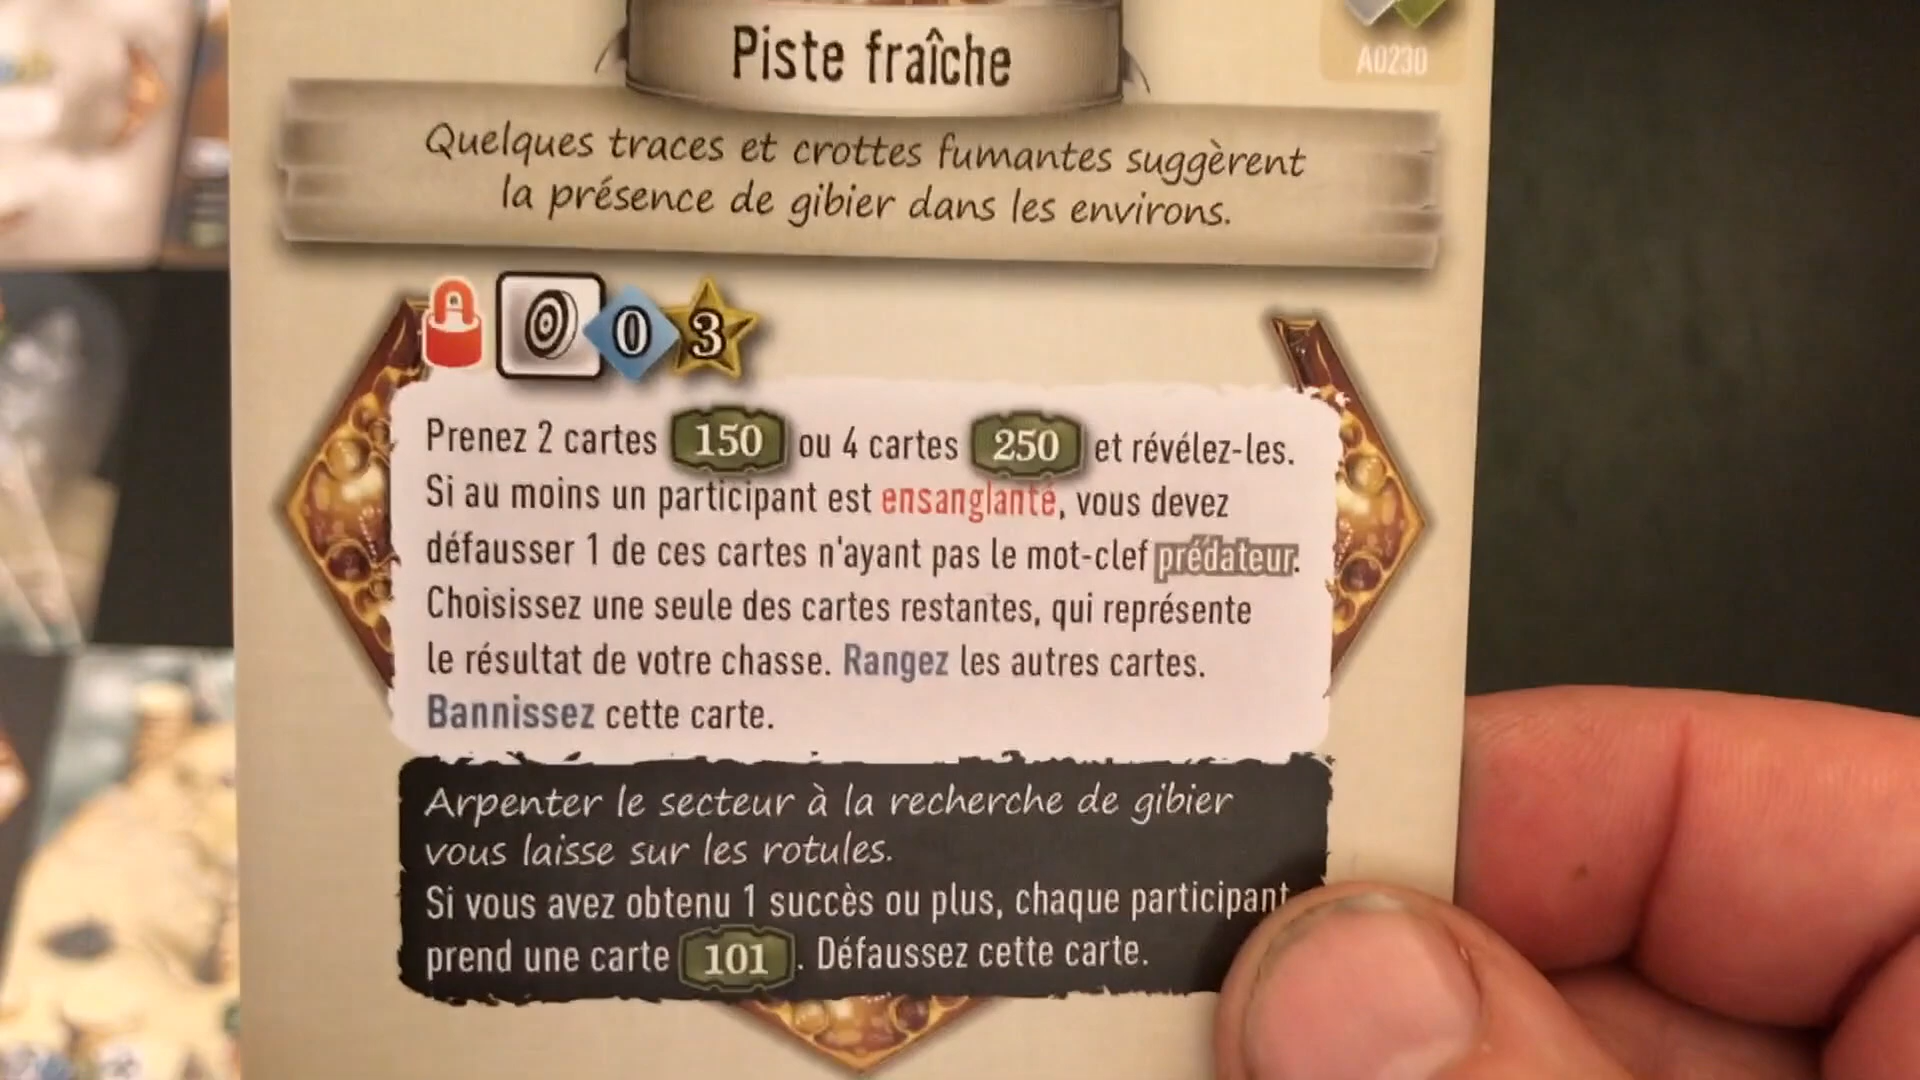 Piste fraîche
A0230
Quelques traces et crottes fumantes suggèrent
la présence de gibier dans les environs.
0 3
Prenez 2 cartes 150 ou 4 cartes 250 et révélez-les.
Si au moins un participant est ensanglanté, vous devez
défausser 1 de ces cartes n'ayant pas le mot-clef prédateur.
Choisissez une seule des cartes restantes, qui représente
le résultat de votre chasse. Rangez les autres cartes.
Bannissez cette carte.
Arpenter le secteur à la recherche de gibier
vous laisse sur les rotules.
Si vous avez obtenu 1 succès ou plus, chaque participant
prend une carte 101. Défaussez cette carte.